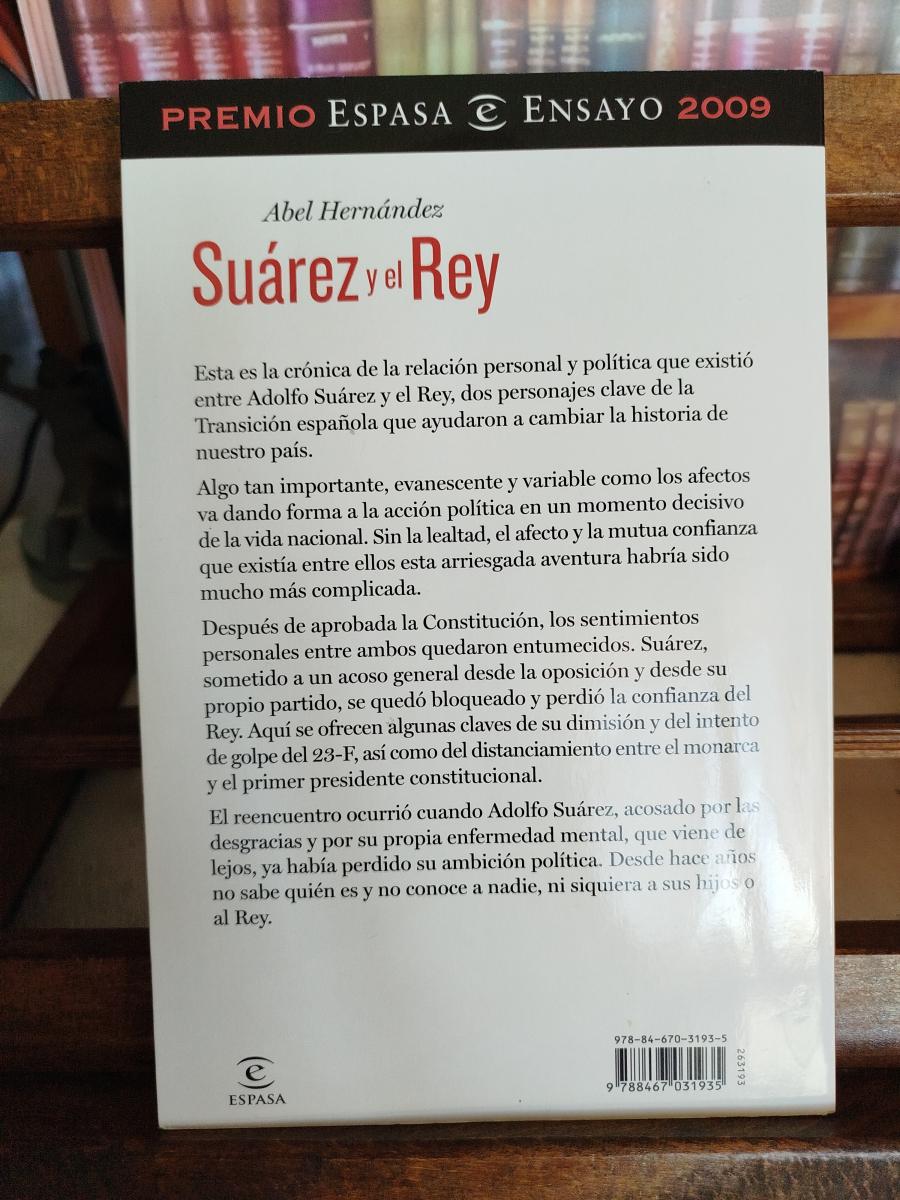 PREMIO ESPASA e ENSAYO 2009
Abel Hernández
Suárez y el Rey
Esta es la crónica de la relación personal y política que existió
entre Adolfo Suárez y el Rey, dos personajes clave de la
Transición española que ayudaron a cambiar la historia de
nuestro país.
Algo tan importante, evanescente y variable como los afectos
va dando forma a la acción política en un momento decisivo
de la vida nacional. Sin la lealtad, el afecto y la mutua confianza
que existía entre ellos esta arriesgada aventura habría sido
mucho más complicada.
Después de aprobada la Constitución, los sentimientos
personales entre ambos quedaron entumecidos. Suárez,
sometido a un acoso general desde la oposición y desde su
propio partido, se quedó bloqueado y perdió la confianza del
Rey. Aquí se ofrecen algunas claves de su dimisión y del intento
de golpe del 23-F, así como del distanciamiento entre el monarca
y el primer presidente constitucional.
El reencuentro ocurrió cuando Adolfo Suárez, acosado por las
desgracias y por su propia enfermedad mental, que viene de
lejos, ya había perdido su ambición política. Desde hace años
no sabe quién es y no conoce a nadie, ni siquiera a sus hijos o
al Rey.
e
ESPASA
978-84-670-3193-5
9 788467 031935
263193